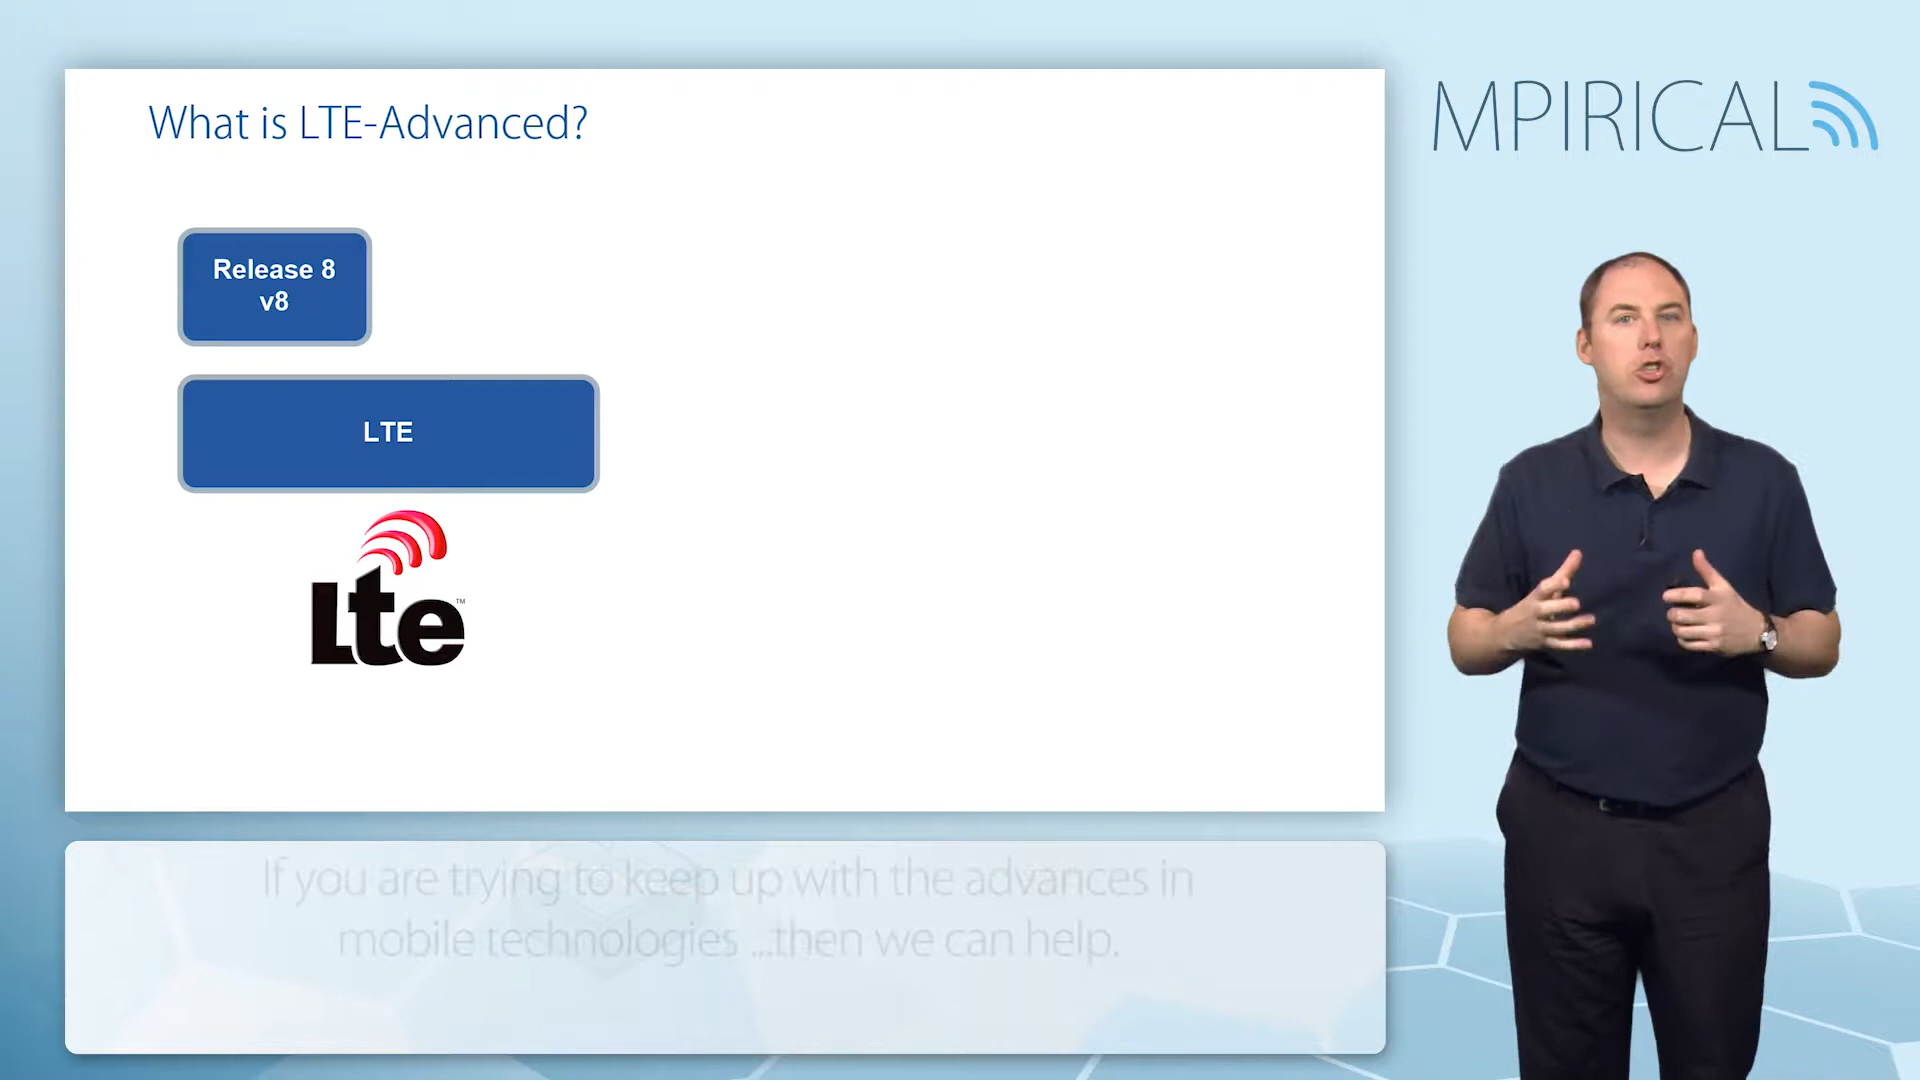 What is LTE-Advanced?
MPIRICAL
Release 8
v8
LTE
Lte™
If you are trying to keep up with the advances in
mobile technologies ...then we can help.